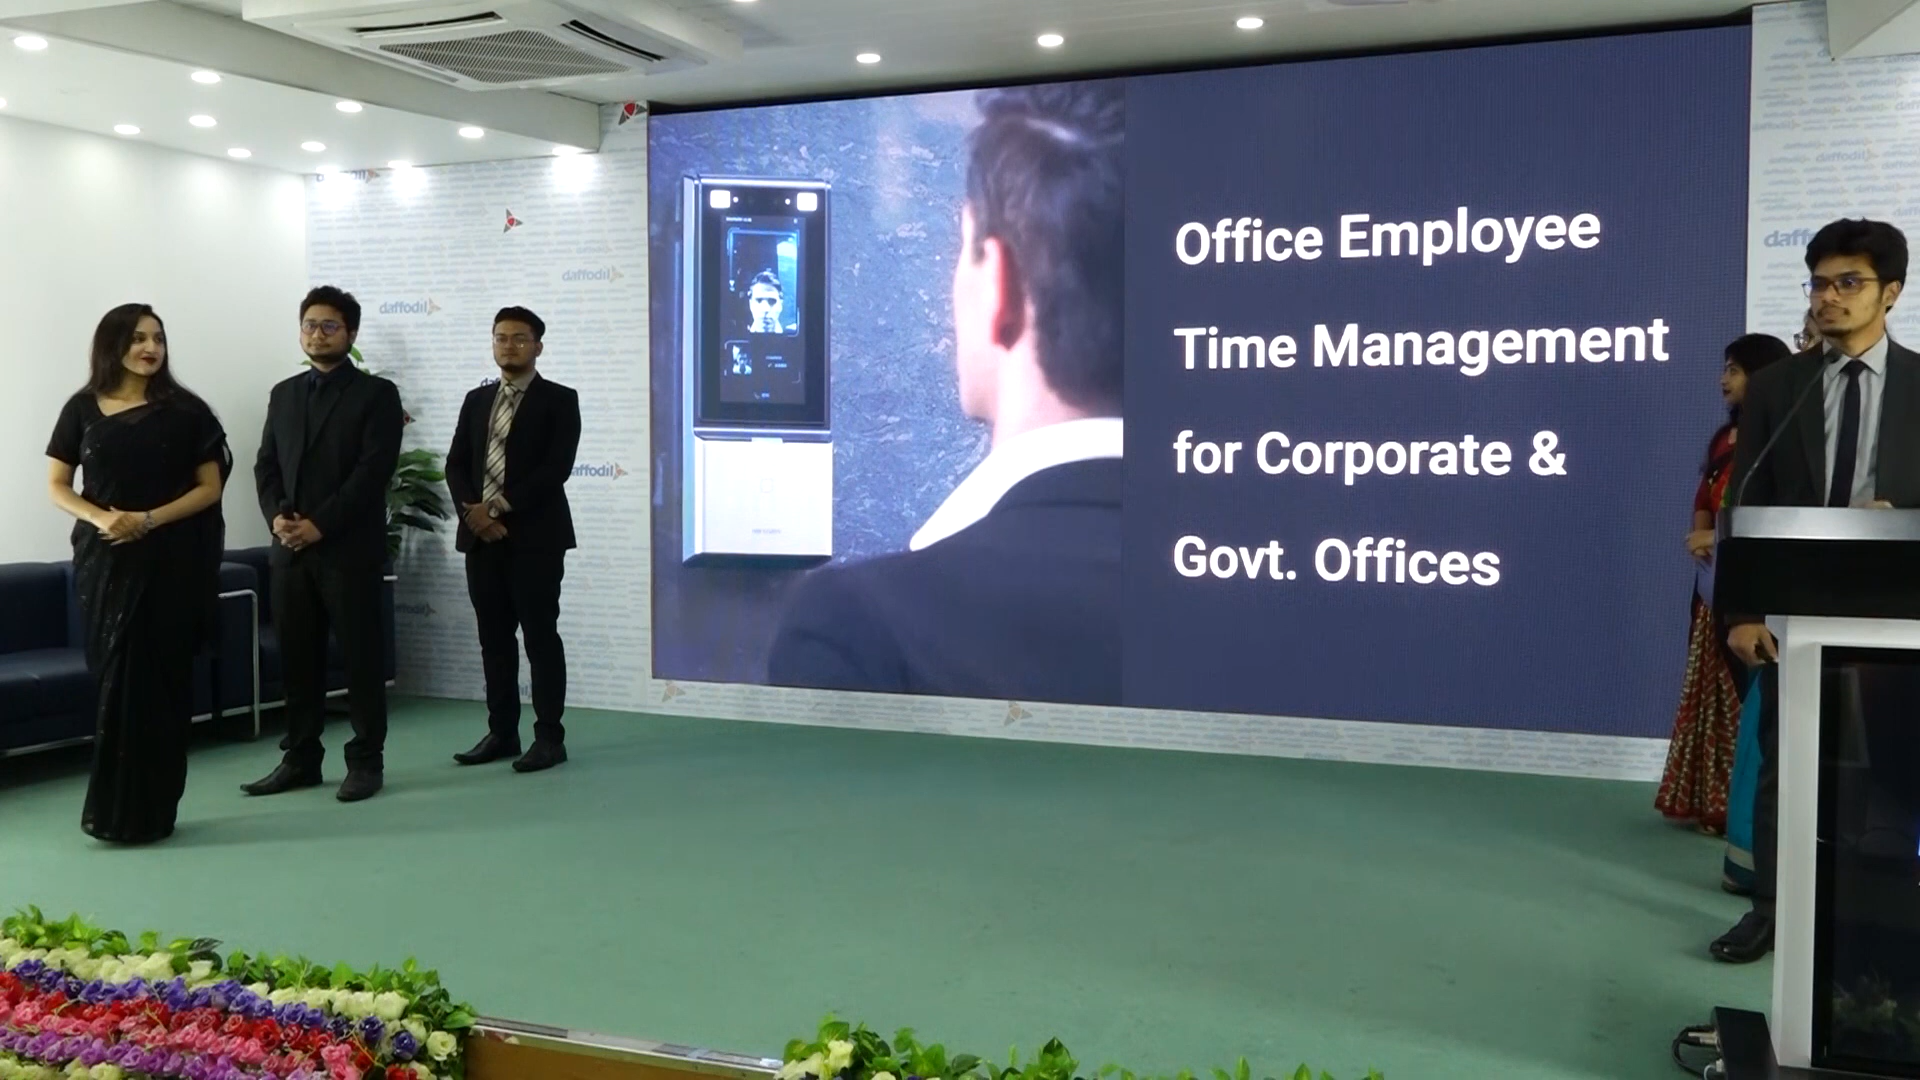 Office Employee
Time Management
for Corporate &
Govt. Offices
daffodil
daffodil
daffodil